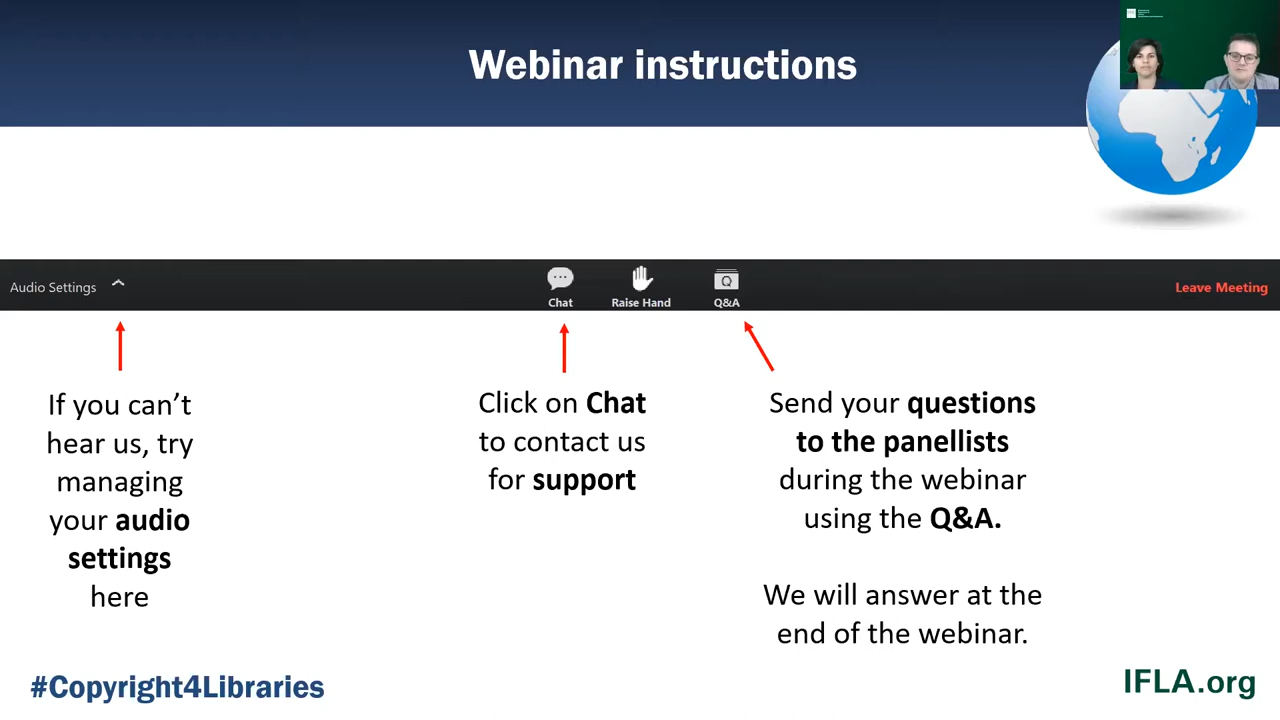 Webinar instructions
Audio Settings
Chat
Raise Hand
Q
Q&A
Leave Meeting
If you can't
hear us, try
managing
your audio
settings
here
Click on Chat
to contact us
for support
Send your questions
to the panellists
during the webinar
using the Q&A.
We will answer at the
end of the webinar.
#Copyright4Libraries
IFLA.org